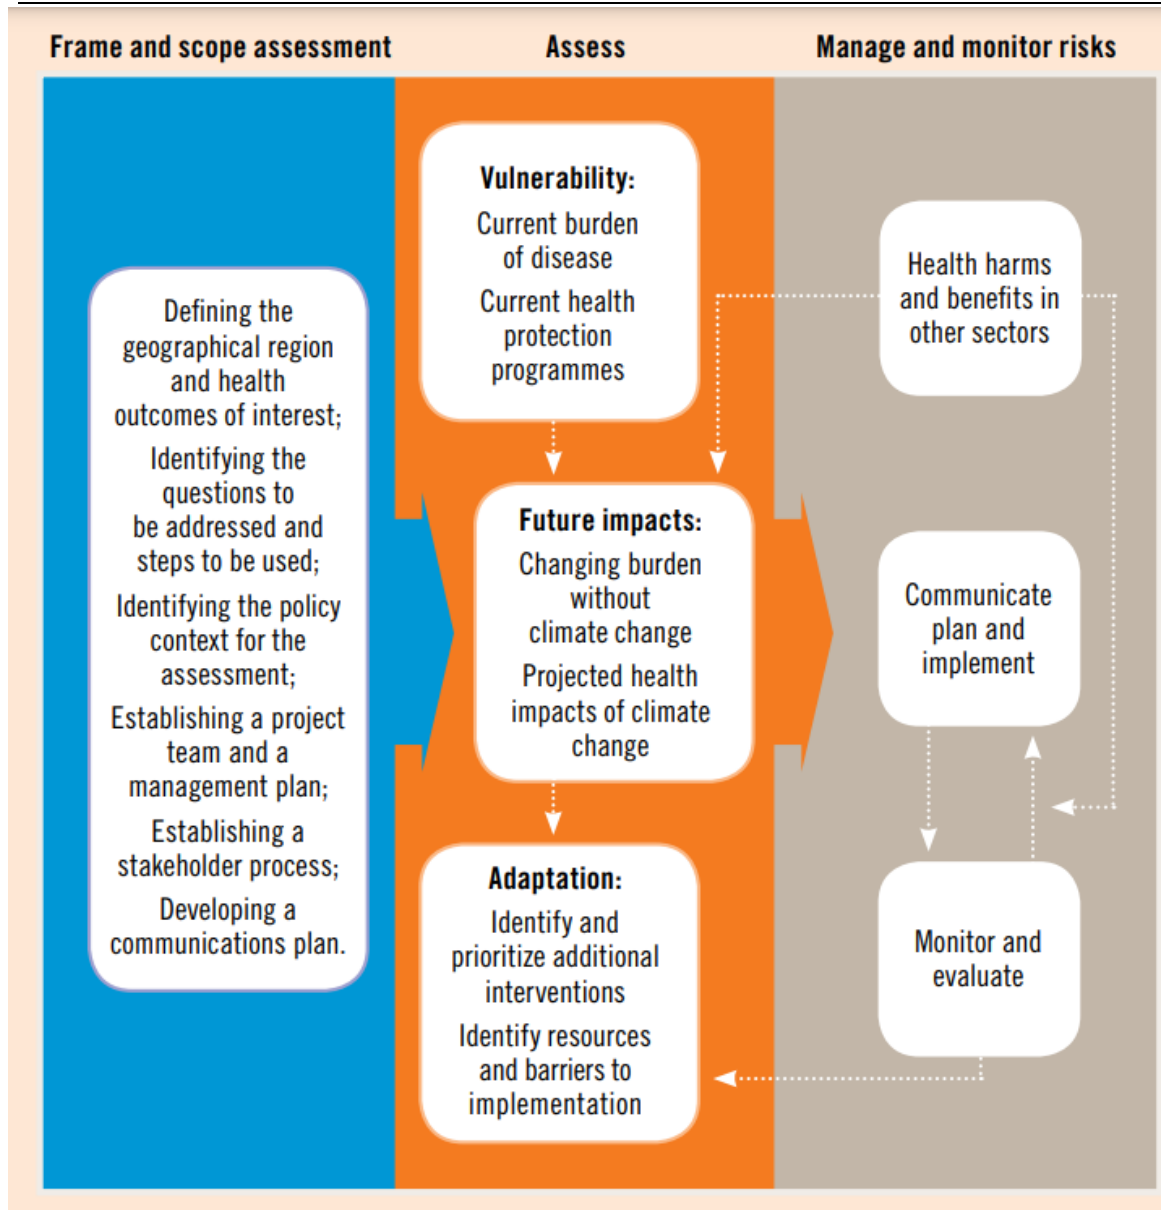 Frame and scope assessment
Assess
Manage and monitor risks
Defining the
geographical region
and health
outcomes of interest;
Identifying the
questions to
be addressed and
steps to be used;
Identifying the policy
context for the
assessment;
Establishing a project
team and a
management plan;
Establishing a
stakeholder process;
Developing a
communications plan.
Vulnerability:
Current burden
of disease
Current health
protection
programmes
Future impacts:
Changing burden
without
climate change
Projected health
impacts of climate
change
Adaptation:
Identify and
prioritize additional
interventions
Identify resources
and barriers to
implementation
Health harms
and benefits in
other sectors
Communicate
plan and
implement
Monitor and
evaluate